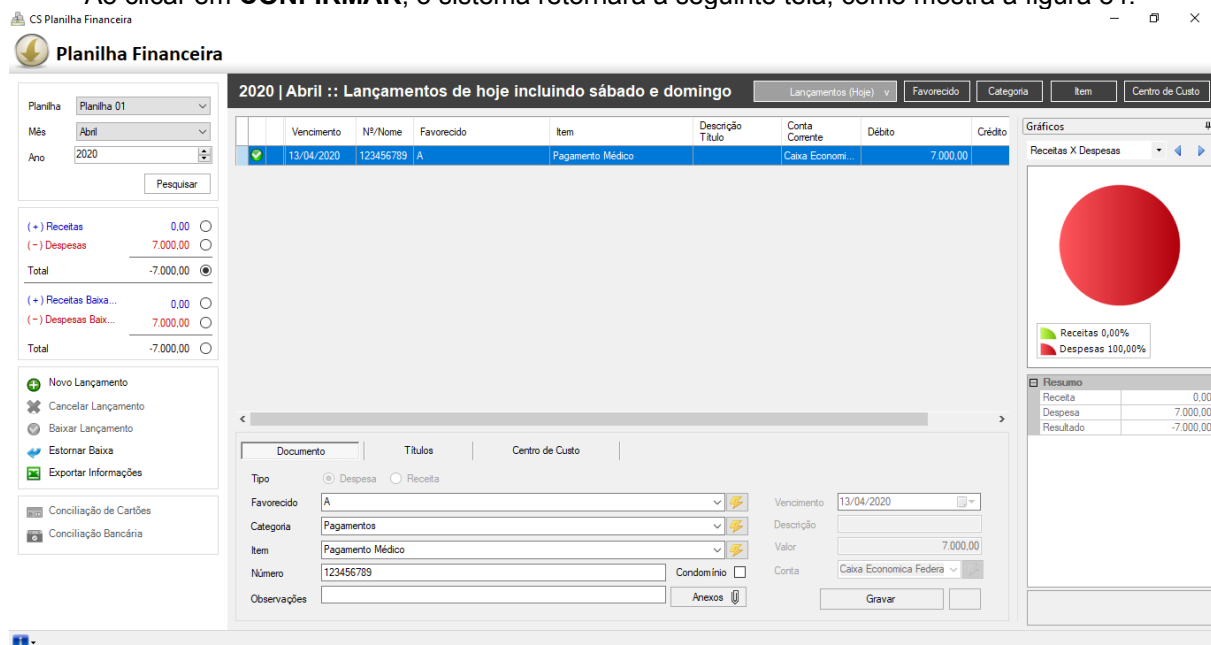 Ao clicar em CONFIRMAR, o sistema retornará a seguinte tela, como mostra a figura 34:
CS Planilha Financeira
Planilha Financeira
Planilha Planilha 01
Mês Abril
Ano 2020
Pesquisar
(+) Receitas 0,00
(-) Despesas 7.000,00
Total -7.000,00
(+) Receitas Baixa... 0,00
(-) Despesas Baix... 7.000,00
Total -7.000,00
Novo Lançamento
Cancelar Lançamento
Baixar Lançamento
Estornar Baixa
Exportar Informações
Conciliação de Cartões
Conciliação Bancária
2020 | Abril :: Lançamentos de hoje incluindo sábado e domingo
Lançamentos (Hoje) v Favorecido Categoria Item Centro de Custo
Vencimento Nº/Nome Favorecido Item Descrição Título Conta Corrente Débito Crédito
13/04/2020 123456789 A Pagamento Médico Caixa Economi... 7.000,00
Documento Títulos Centro de Custo
Tipo Despesa Receita
Favorecido A Vencimento 13/04/2020
Categoria Pagamentos Descrição
Item Pagamento Médico Valor 7.000,00
Número 123456789 Condomínio Conta Caixa Economica Federa
Observações Anexos Gravar
Gráficos
Receitas X Despesas
Receitas 0,00%
Despesas 100,00%
Resumo
Receita 0,00
Despesa 7.000,00
Resultado -7.000,00